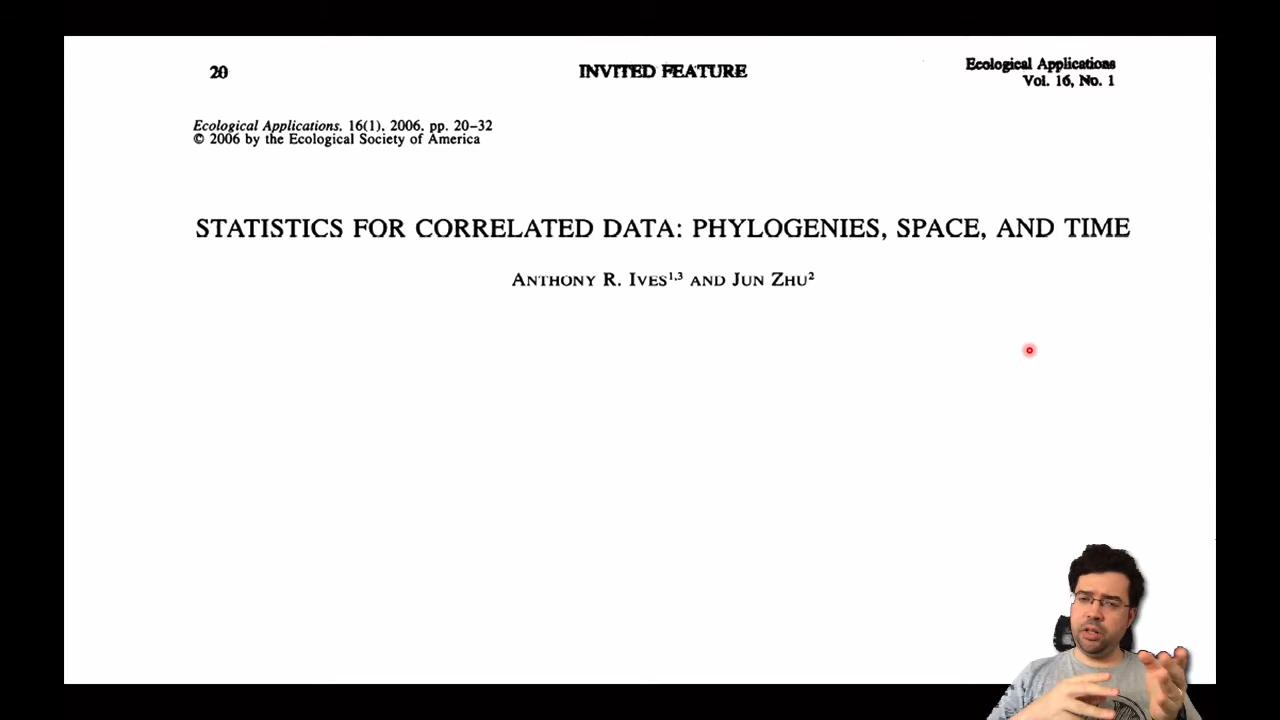 20
INVITED FEATURE
Ecological Applications
Vol. 16, No. 1
Ecological Applications, 16(1), 2006, pp. 20–32
© 2006 by the Ecological Society of America
STATISTICS FOR CORRELATED DATA: PHYLOGENIES, SPACE, AND TIME
ANTHONY R. IVES1,3 AND JUN ZHU2